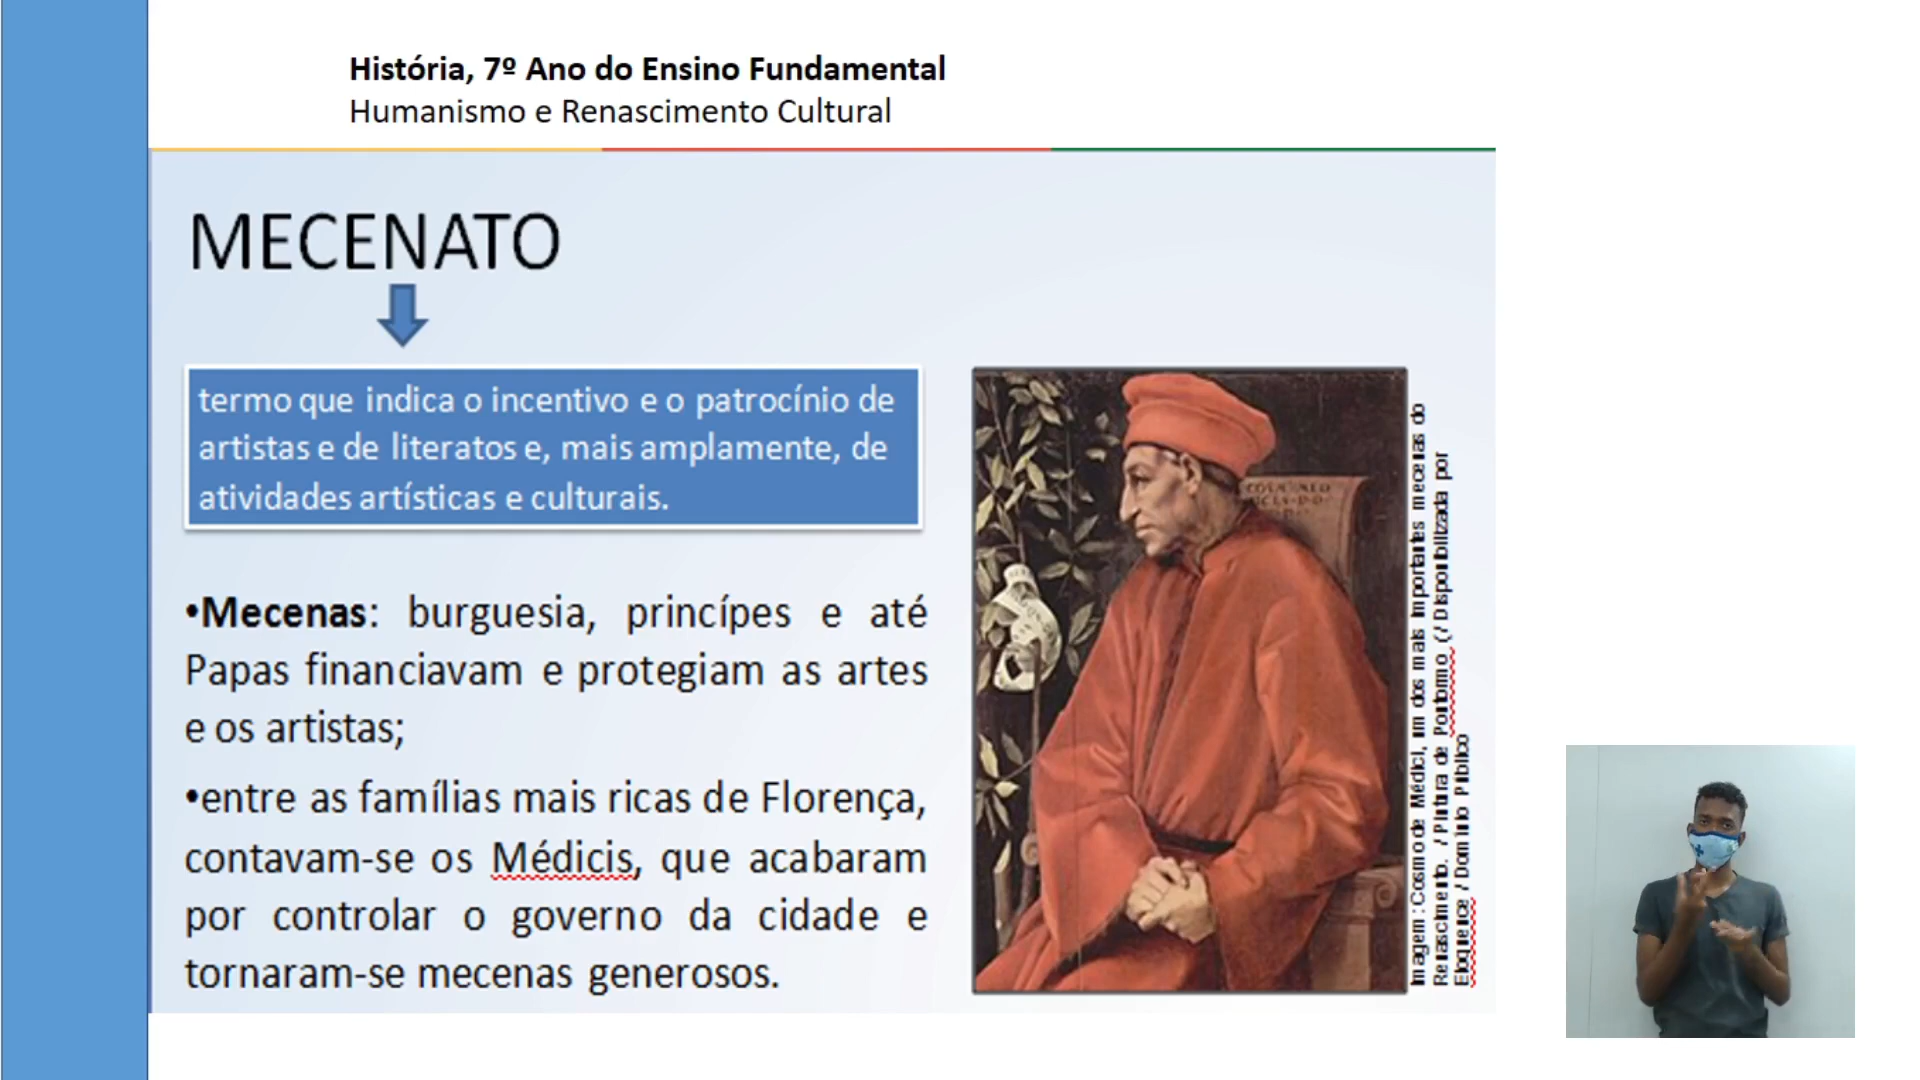 História, 7º Ano do Ensino Fundamental
Humanismo e Renascimento Cultural
MECENATO
termo que indica o incentivo e o patrocínio de
artistas e de literatos e, mais amplamente, de
atividades artísticas e culturais.
•Mecenas: burguesia, princípes e até
Papas financiavam e protegiam as artes
e os artistas;
•entre as famílias mais ricas de Florença,
contavam-se os Médicis, que acabaram
por controlar o governo da cidade e
tornaram-se mecenas generosos.
Imagem: Cosmo de Médici, um dos mais importantes mecenas do
Renascimento. / Pintura de Pontormo. (/ Disponibilizada por
Eloquence / Domínio Público